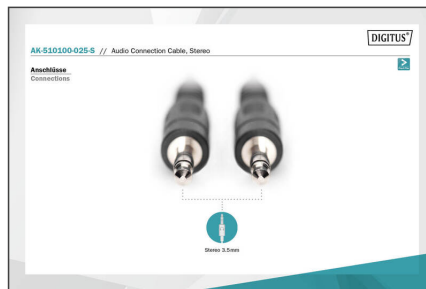 DIGITUS®
AK-510100-025-S // Audio Connection Cable, Stereo
Anschlüsse
Connections
Stereo 3.5mm